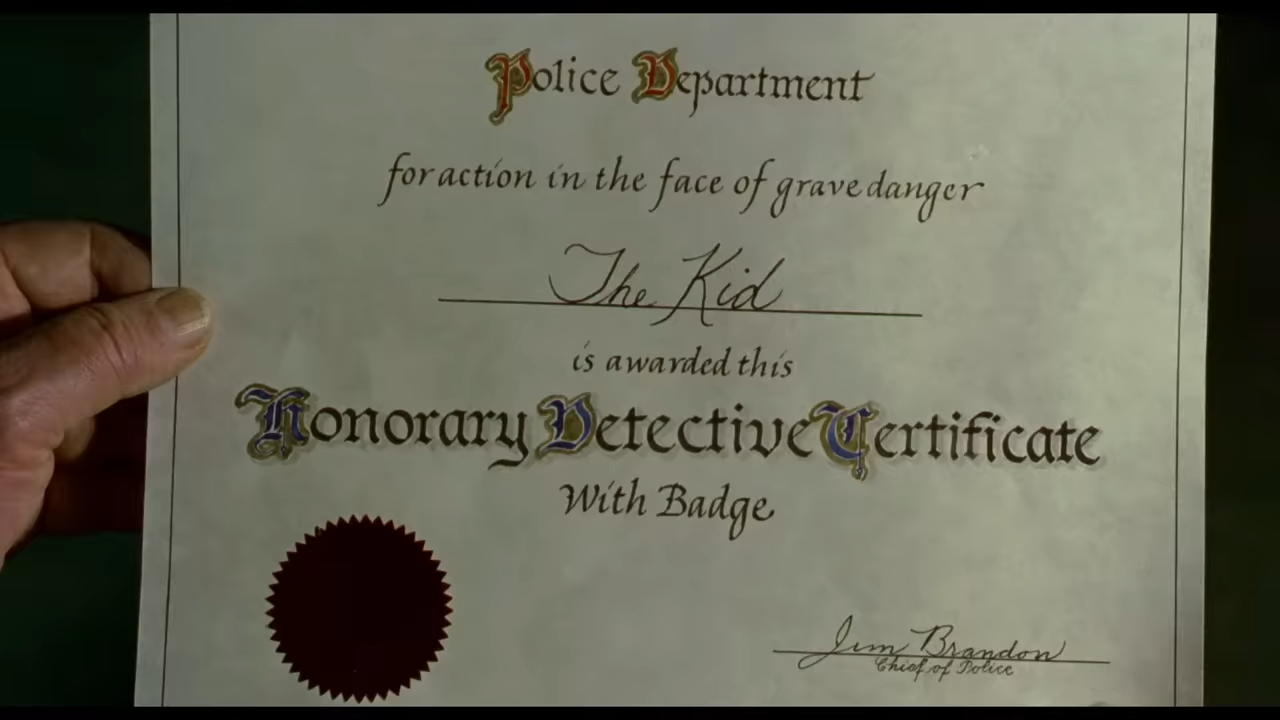 Police Department
for action in the face of grave danger
The Kid
is awarded this
Honorary Detective Certificate
With Badge
Jim Brandon
Chief of Police